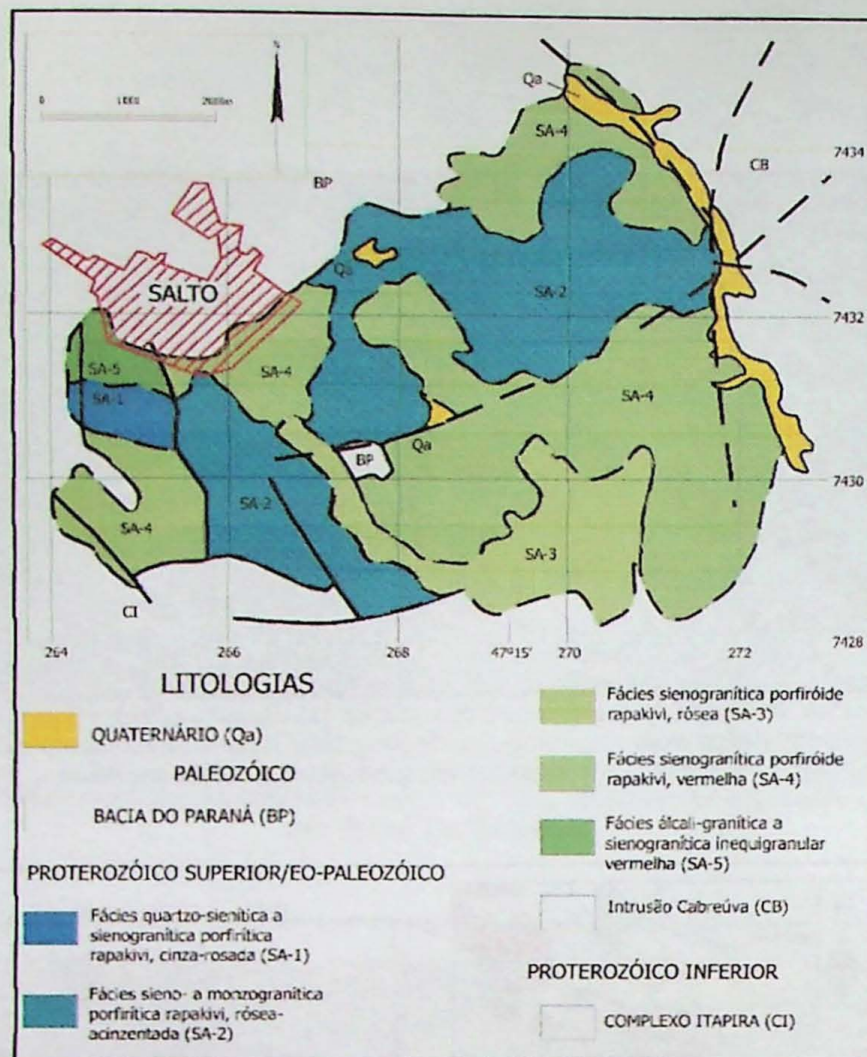 N
0 1000 2000m
Qa
SA-4
7434
BP
CB
Qa
SALTO
SA-2
7432
SA-5
SA-4
SA-4
SA-1
BP
Qa
7430
SA-2
SA-4
SA-3
CI
7428
264 266 268 47º15' 270 272
LITOLOGIAS
QUATERNÁRIO (Qa)
PALEOZÓICO
BACIA DO PARANÁ (BP)
PROTEROZÓICO SUPERIOR/EO-PALEOZÓICO
Fácies quartzo-sienítica a
sienogranítica porfirítica
rapakivi, cinza-rosada (SA-1)
Fácies sieno- a monzogranítica
porfirítica rapakivi, rósea-
acinzentada (SA-2)
Fácies sienogranítica porfiróide
rapakivi, rósea (SA-3)
Fácies sienogranítica porfiróide
rapakivi, vermelha (SA-4)
Fácies álcali-granítica a
sienogranítica inequigranular
vermelha (SA-5)
Intrusão Cabreúva (CB)
PROTEROZÓICO INFERIOR
COMPLEXO ITAPIRA (CI)